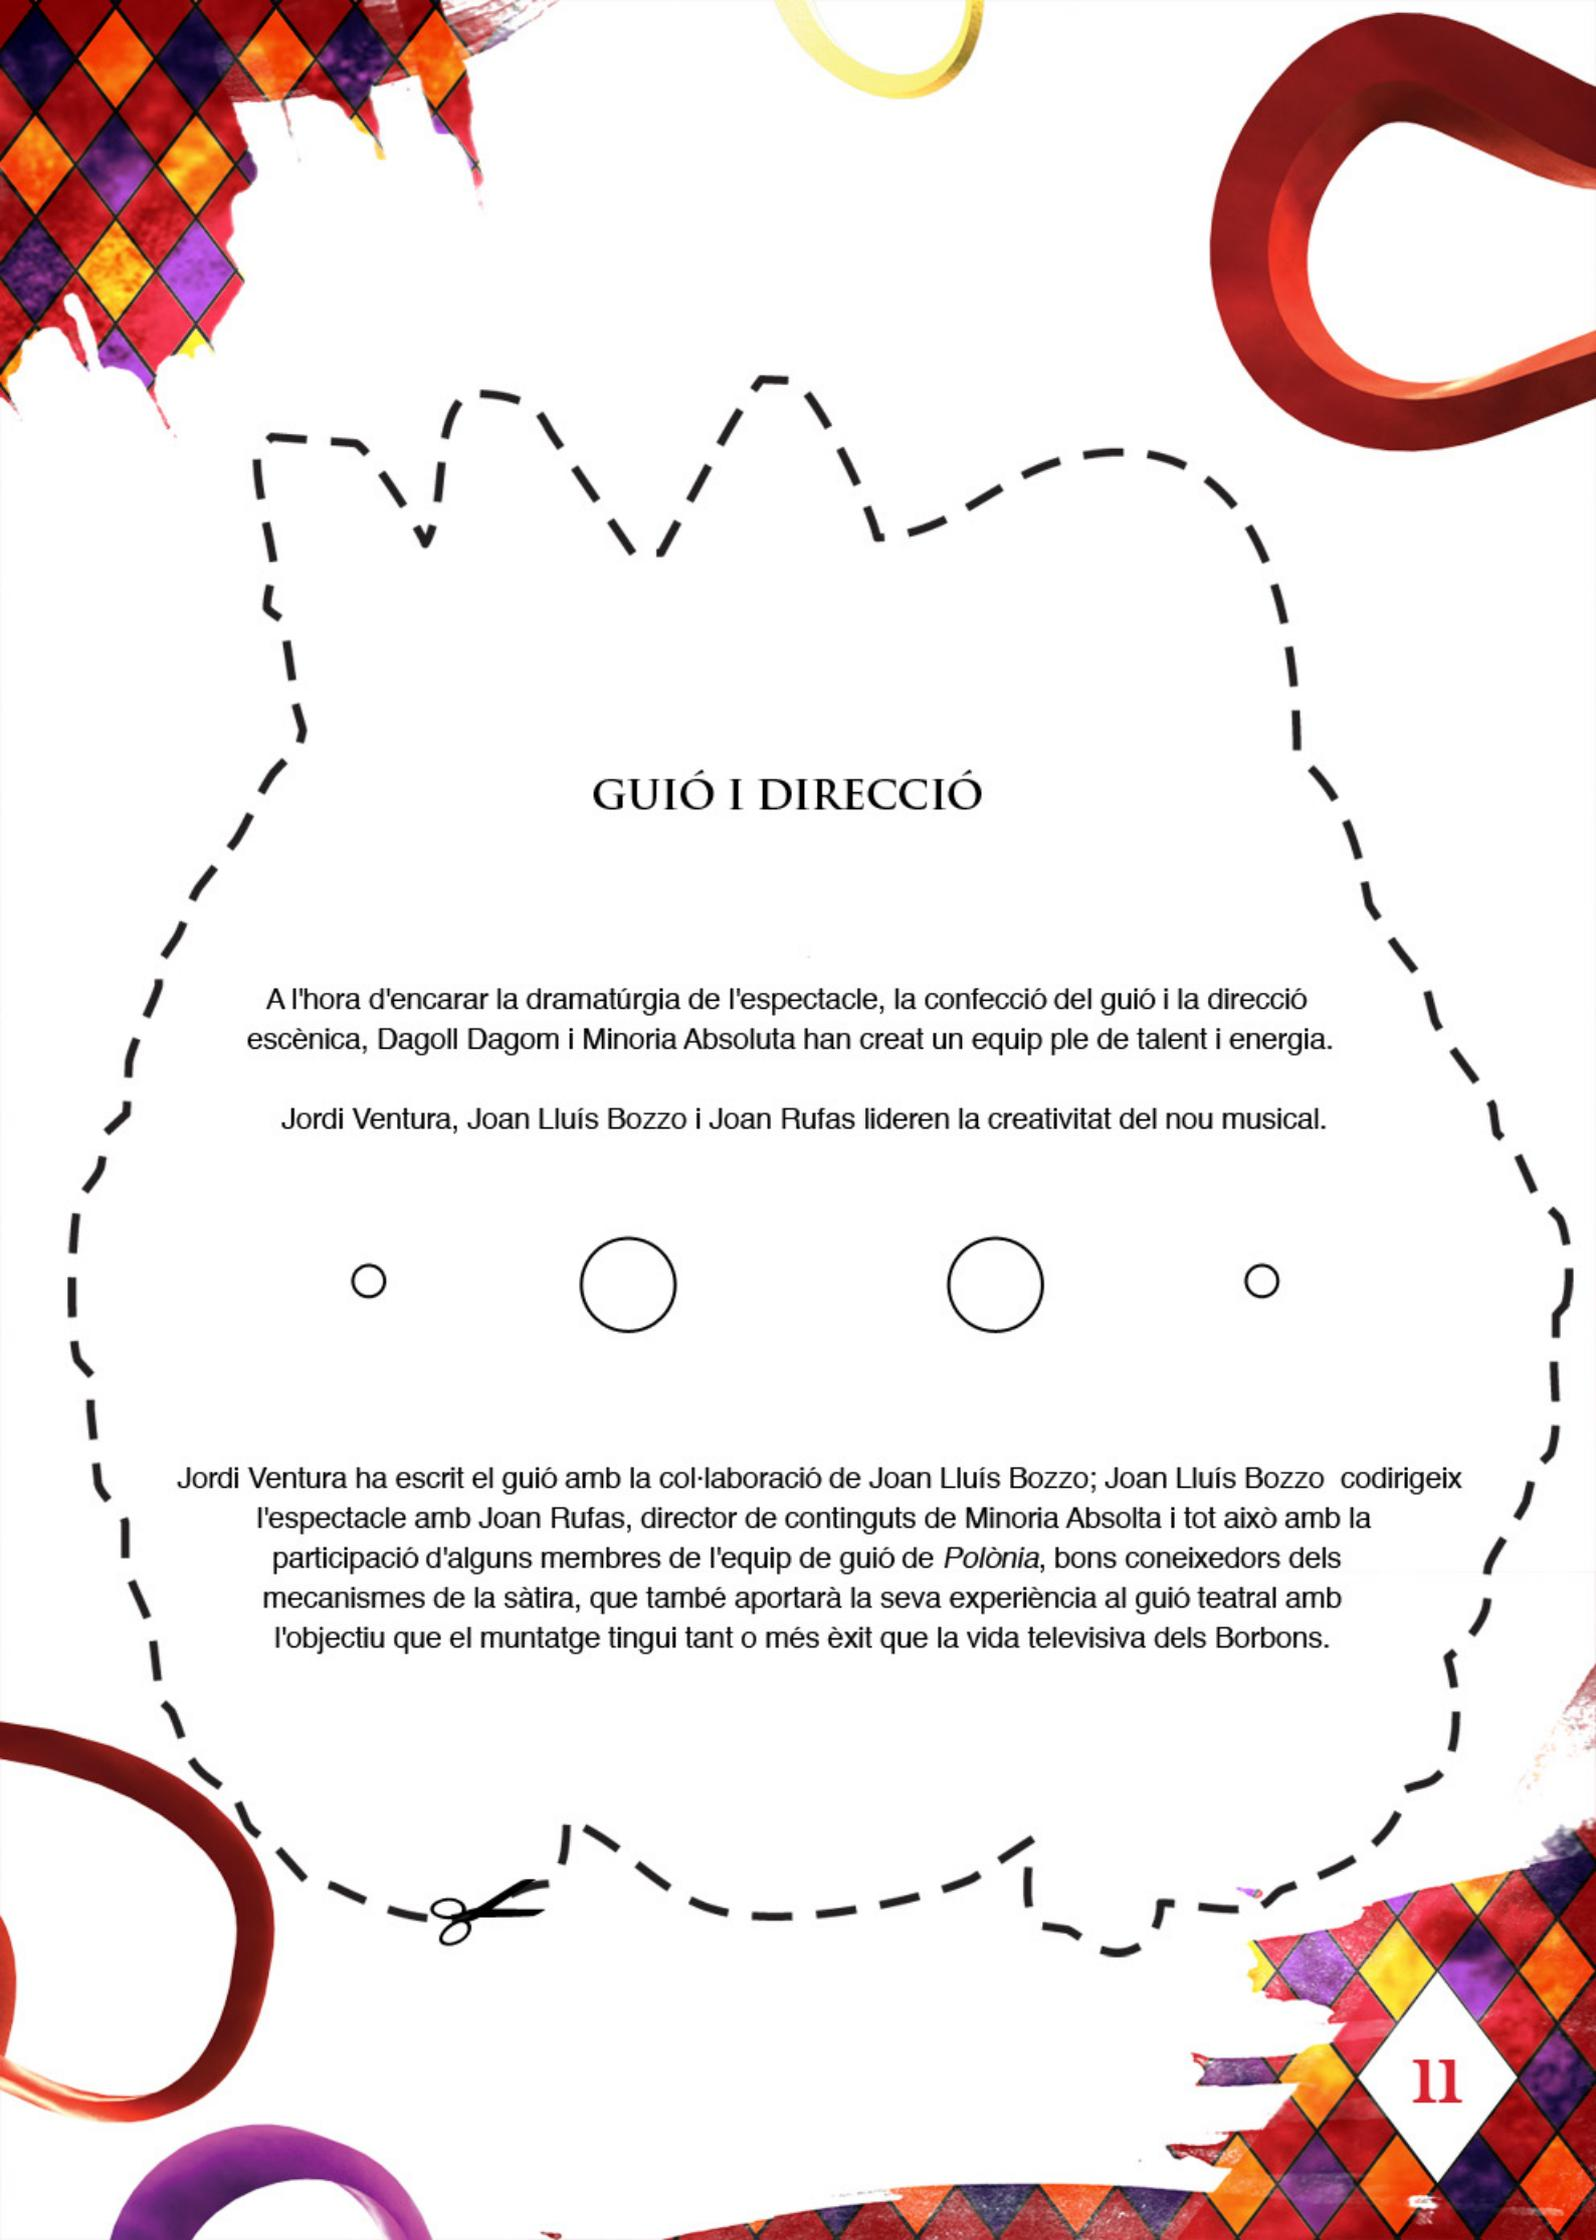 GUIÓ I DIRECCIÓ
A l'hora d'encarar la dramatúrgia de l'espectacle, la confecció del guió i la direcció
escènica, Dagoll Dagom i Minoria Absoluta han creat un equip ple de talent i energia.
Jordi Ventura, Joan Lluís Bozzo i Joan Rufas lideren la creativitat del nou musical.
Jordi Ventura ha escrit el guió amb la col·laboració de Joan Lluís Bozzo; Joan Lluís Bozzo  codirigeix
l'espectacle amb Joan Rufas, director de continguts de Minoria Absolta i tot això amb la
participació d'alguns membres de l'equip de guió de Polònia, bons coneixedors dels
mecanismes de la sàtira, que també aportarà la seva experiència al guió teatral amb
l'objectiu que el muntatge tingui tant o més èxit que la vida televisiva dels Borbons.
11